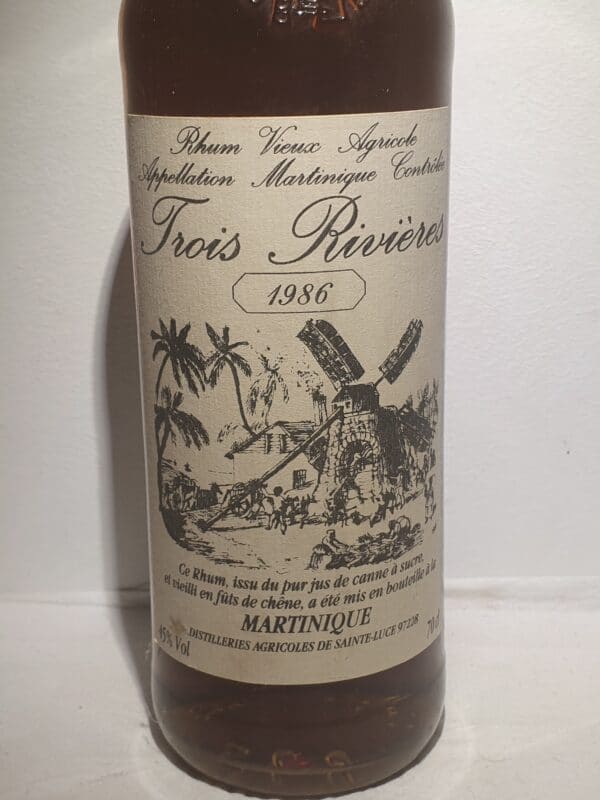 Rhum Vieux Agricole
Appellation Martinique Contrôlée
Trois Rivières
1986
Ce Rhum, issu du pur jus de canne à sucre,
et vieilli en fûts de chêne, a été mis en bouteille à la
MARTINIQUE
45% Vol DISTILLERIES AGRICOLES DE SAINTE-LUCE 97228 70 cl